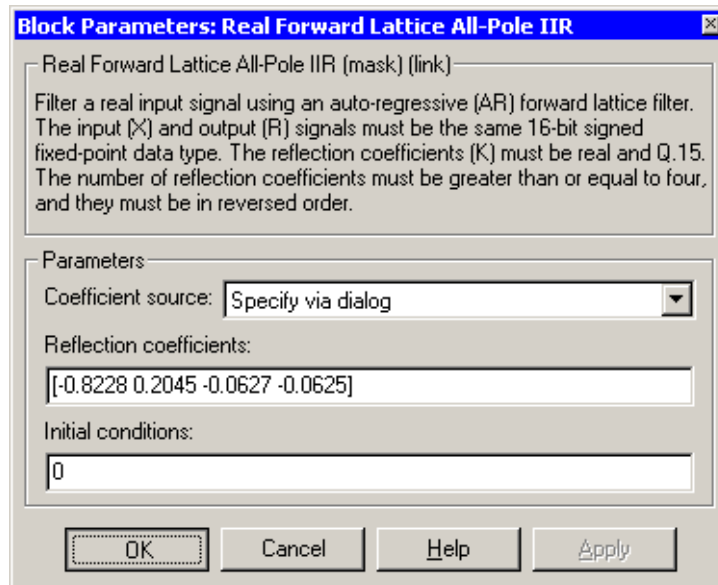 Block Parameters: Real Forward Lattice All-Pole IIR
Real Forward Lattice All-Pole IIR (mask) (link)
Filter a real input signal using an auto-regressive (AR) forward lattice filter.
The input (X) and output (R) signals must be the same 16-bit signed
fixed-point data type. The reflection coefficients (K) must be real and Q.15.
The number of reflection coefficients must be greater than or equal to four,
and they must be in reversed order.
Parameters
Coefficient source: Specify via dialog
Reflection coefficients:
[-0.8228 0.2045 -0.0627 -0.0625]
Initial conditions:
0
OK Cancel Help Apply